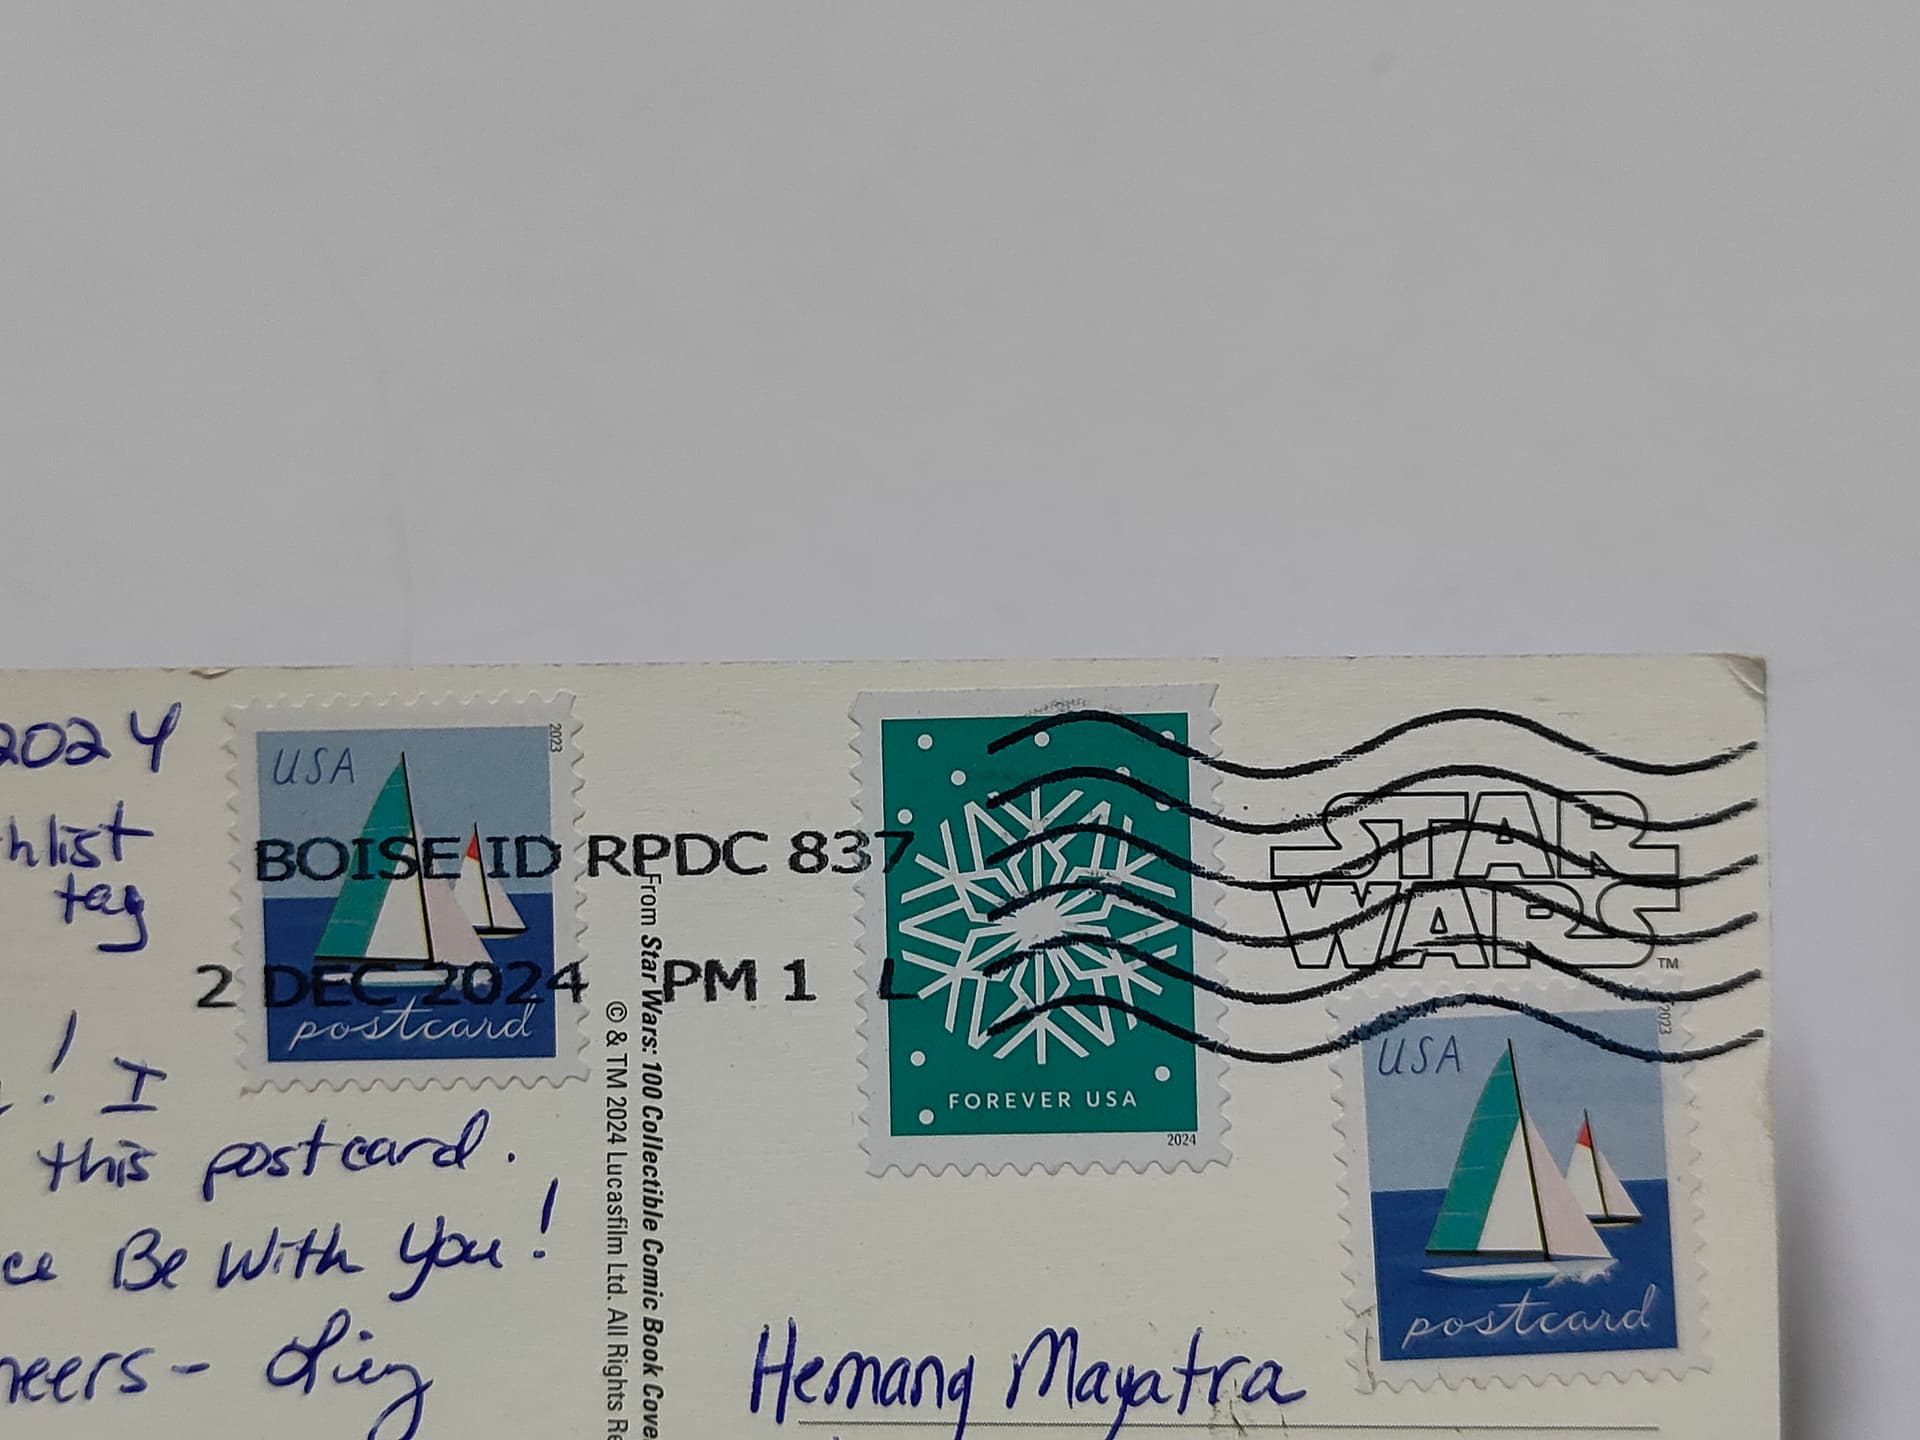 2024
USA
2023
hlist
tag
BOISE ID RPDC 837
2 DEC 2024 PM 1 L
postcard
! I
this postcard.
ce Be With You!
neers -
From Star Wars: 100 Collectible Comic Book Cove
© & TM 2024 Lucasfilm Ltd. All Rights Re
FOREVER USA
2024
STAR
WARS
TM
USA
2023
postcard
Hemang Mayatra